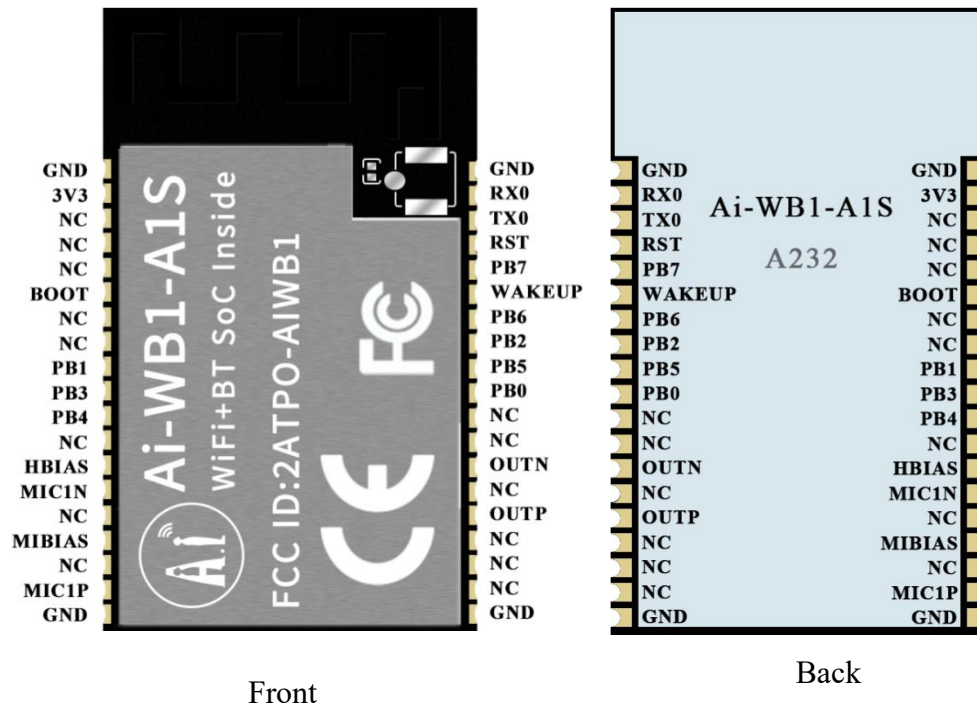 GND
3V3
NC
NC
NC
BOOT
NC
NC
PB1
PB3
PB4
NC
HBIAS
MIC1N
NC
MIBIAS
NC
MIC1P
GND
Ai-WB1-A1S
WiFi+BT SoC Inside
FCC ID:2ATPO-AIWB1
A.I
CE
FC
GND
RX0
TX0
RST
PB7
WAKEUP
PB6
PB2
PB5
PB0
NC
NC
OUTN
NC
OUTP
NC
NC
NC
GND
Front
GND
RX0
TX0
RST
PB7
WAKEUP
PB6
PB2
PB5
PB0
NC
NC
OUTN
NC
OUTP
NC
NC
NC
GND
Ai-WB1-A1S
A232
GND
3V3
NC
NC
NC
BOOT
NC
NC
PB1
PB3
PB4
NC
HBIAS
MIC1N
NC
MIBIAS
NC
MIC1P
GND
Back